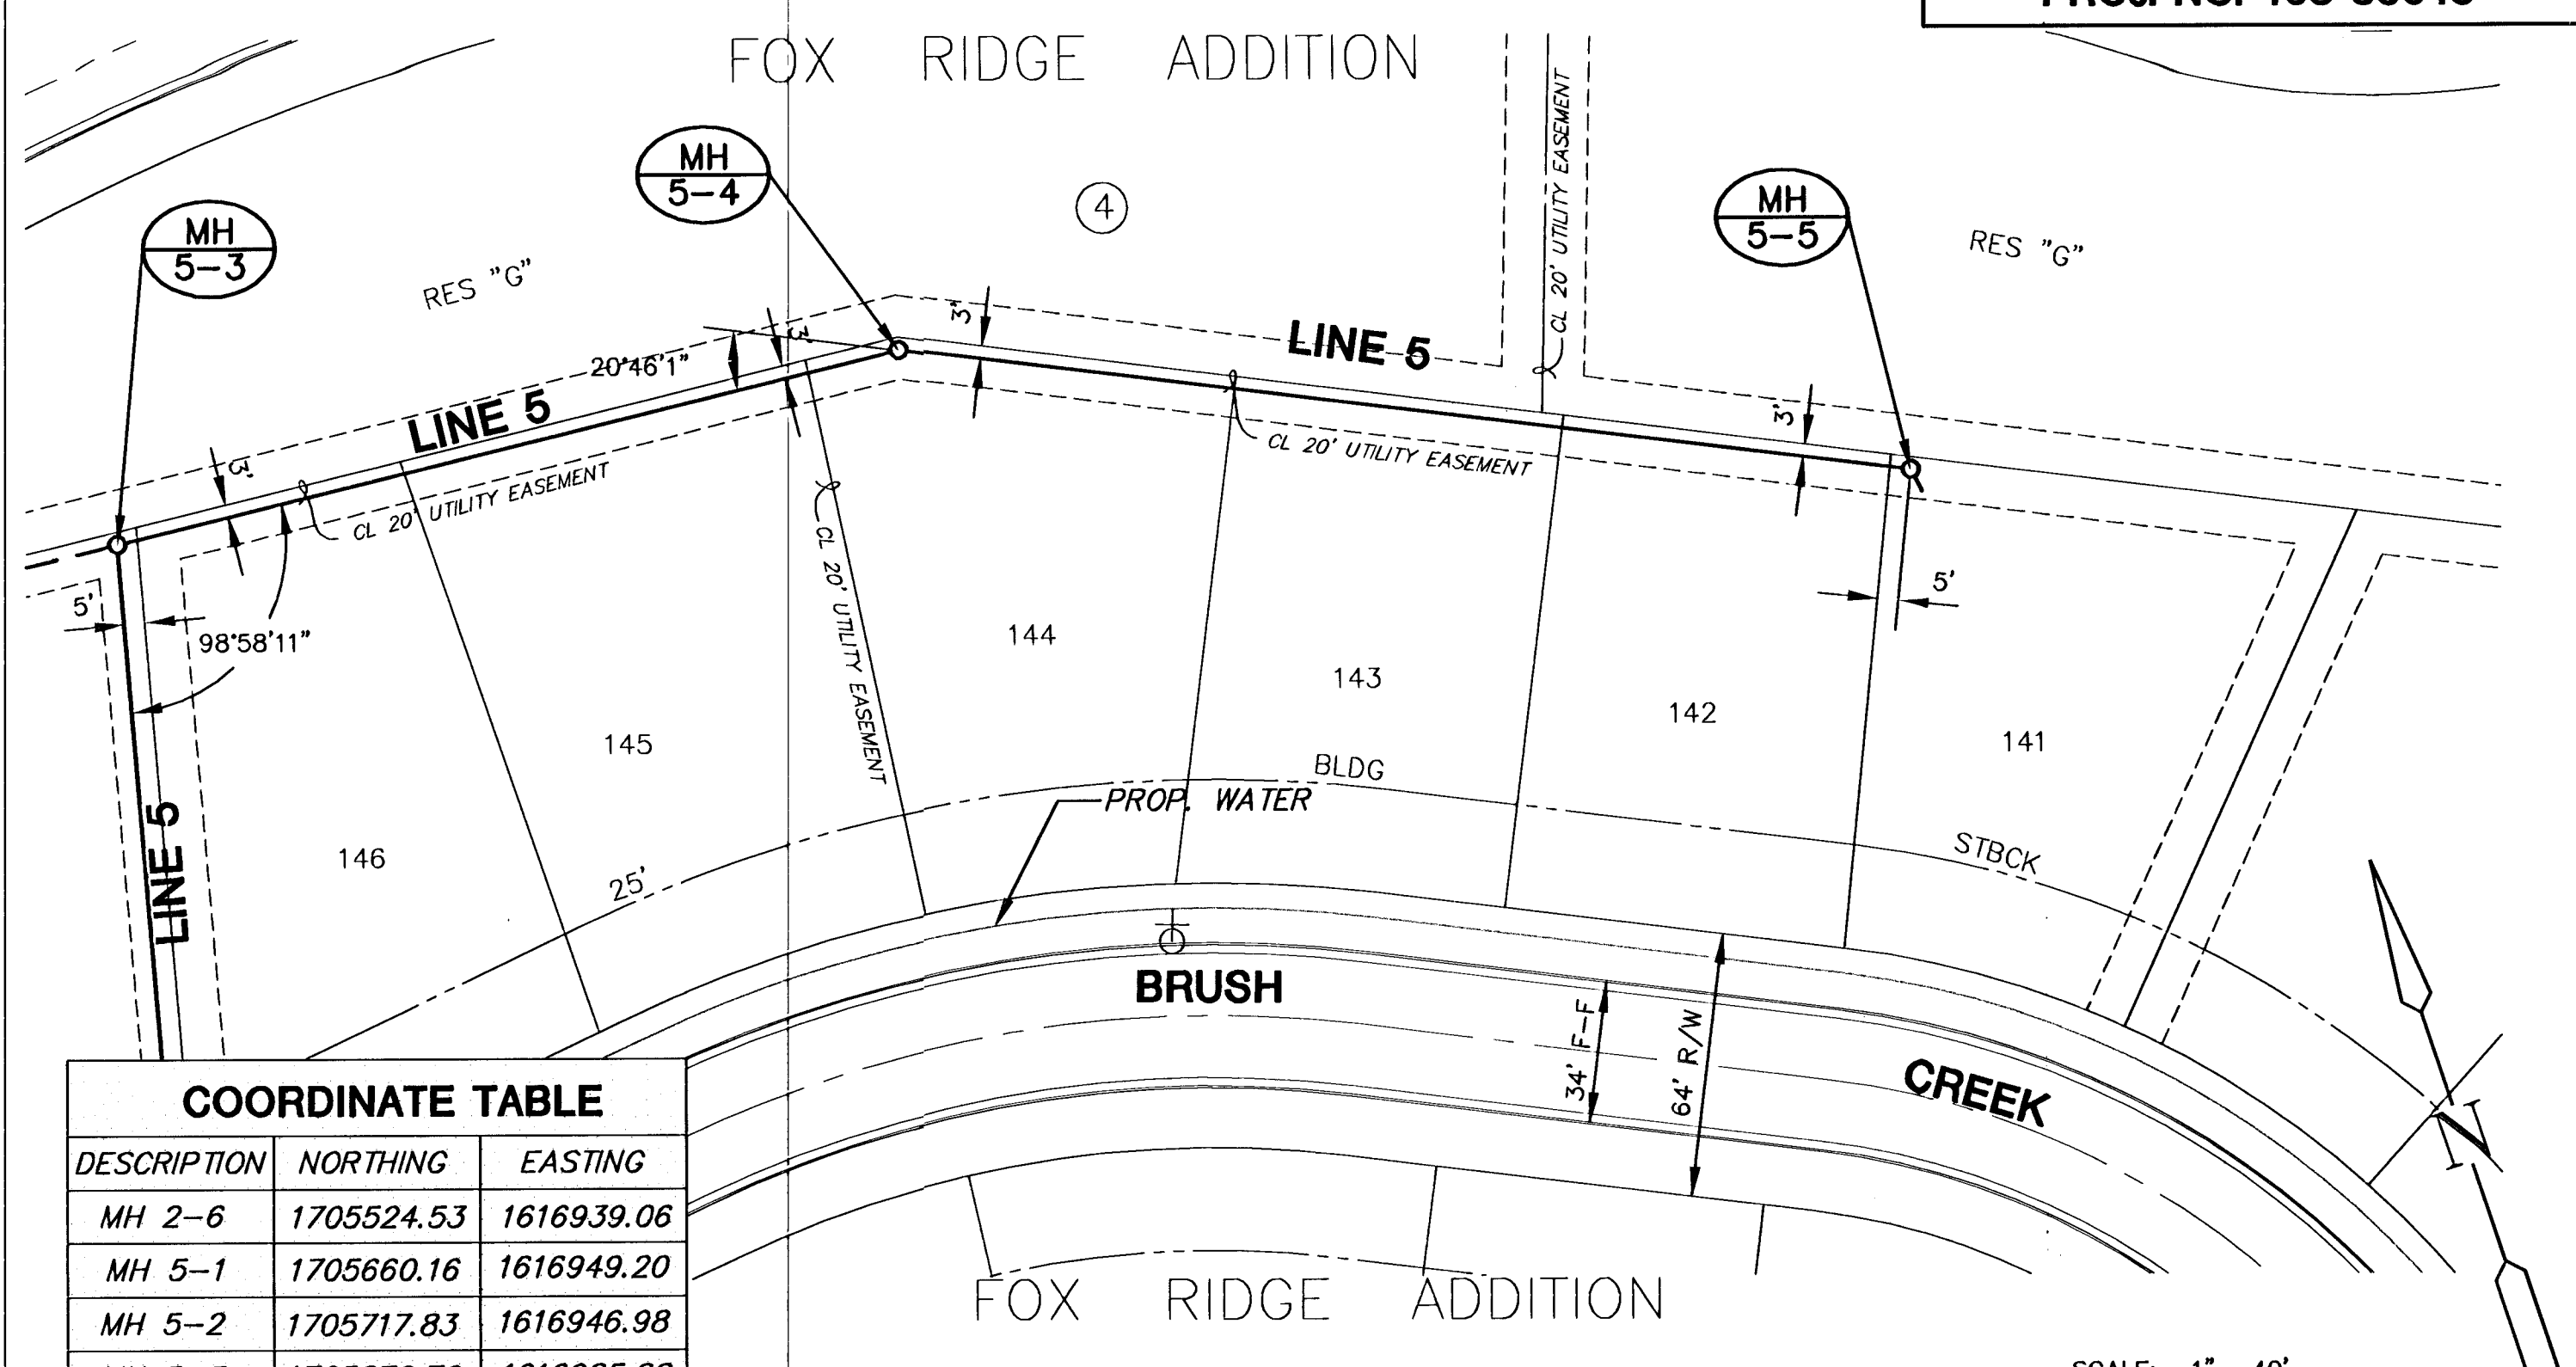 FOX RIDGE ADDITION
MH
5-3
MH
5-4
MH
5-5
4
RES "G"
RES "G"
CL 20' UTILITY EASEMENT
3'
3'
3'
3'
20°46'1"
LINE 5
LINE 5
CL 20' UTILITY EASEMENT
CL 20' UTILITY EASEMENT
CL 20' UTILITY EASEMENT
5'
5'
98°58'11"
LINE 5
146
145
144
143
142
141
BLDG
STBCK
25'
PROP. WATER
BRUSH
CREEK
34' F-F
64' R/W
N
COORDINATE TABLE
DESCRIPTION NORTHING EASTING
MH 2-6 1705524.53 1616939.06
MH 5-1 1705660.16 1616949.20
MH 5-2 1705717.83 1616946.98
FOX RIDGE ADDITION